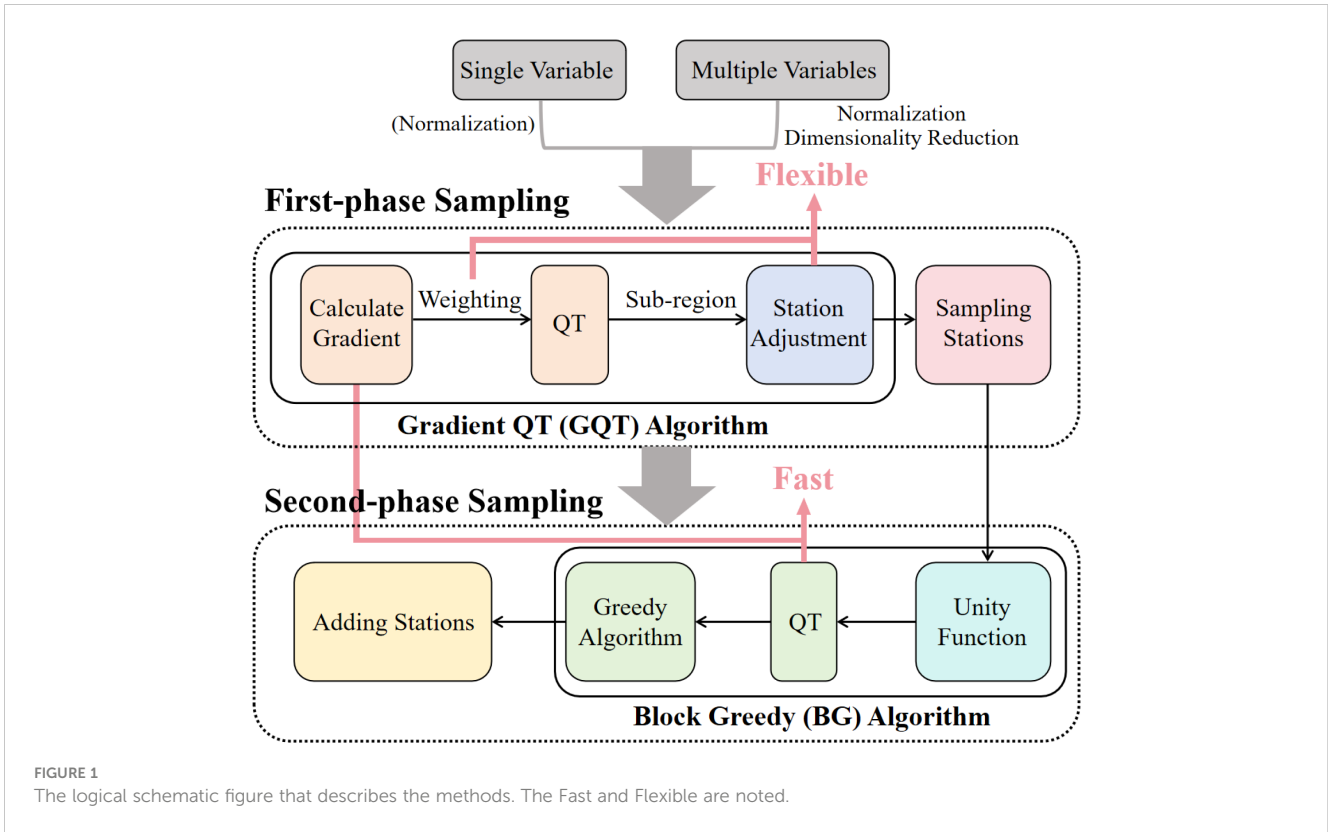 Single Variable
Multiple Variables
(Normalization)
Normalization
Dimensionality Reduction
Flexible
First-phase Sampling
Calculate
Gradient
Weighting
QT
Sub-region
Station
Adjustment
Sampling
Stations
Gradient QT (GQT) Algorithm
Fast
Second-phase Sampling
Adding Stations
Greedy
Algorithm
QT
Unity
Function
Block Greedy (BG) Algorithm
FIGURE 1
The logical schematic figure that describes the methods. The Fast and Flexible are noted.